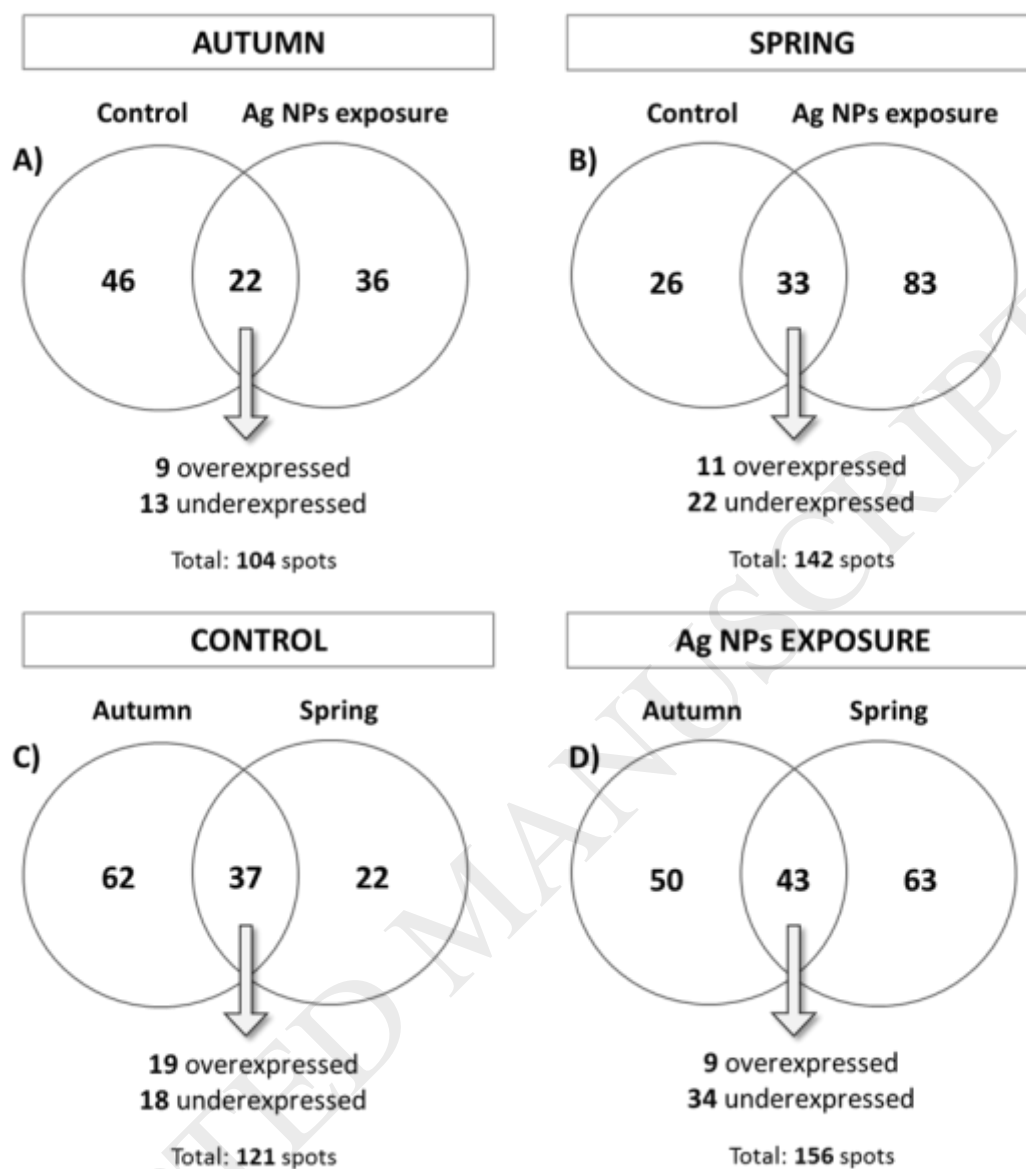 AUTUMN
Control Ag NPs exposure
A)
46 22 36
9 overexpressed
13 underexpressed
Total: 104 spots
SPRING
Control Ag NPs exposure
B)
26 33 83
11 overexpressed
22 underexpressed
Total: 142 spots
CONTROL
Autumn Spring
C)
62 37 22
19 overexpressed
18 underexpressed
Total: 121 spots
Ag NPs EXPOSURE
Autumn Spring
D)
50 43 63
9 overexpressed
34 underexpressed
Total: 156 spots
MANUSCRIPT